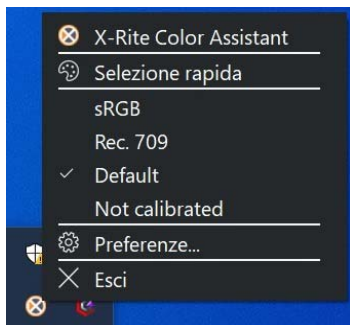 X-Rite Color Assistant
Selezione rapida
sRGB
Rec. 709
Default
Not calibrated
Preferenze...
Esci